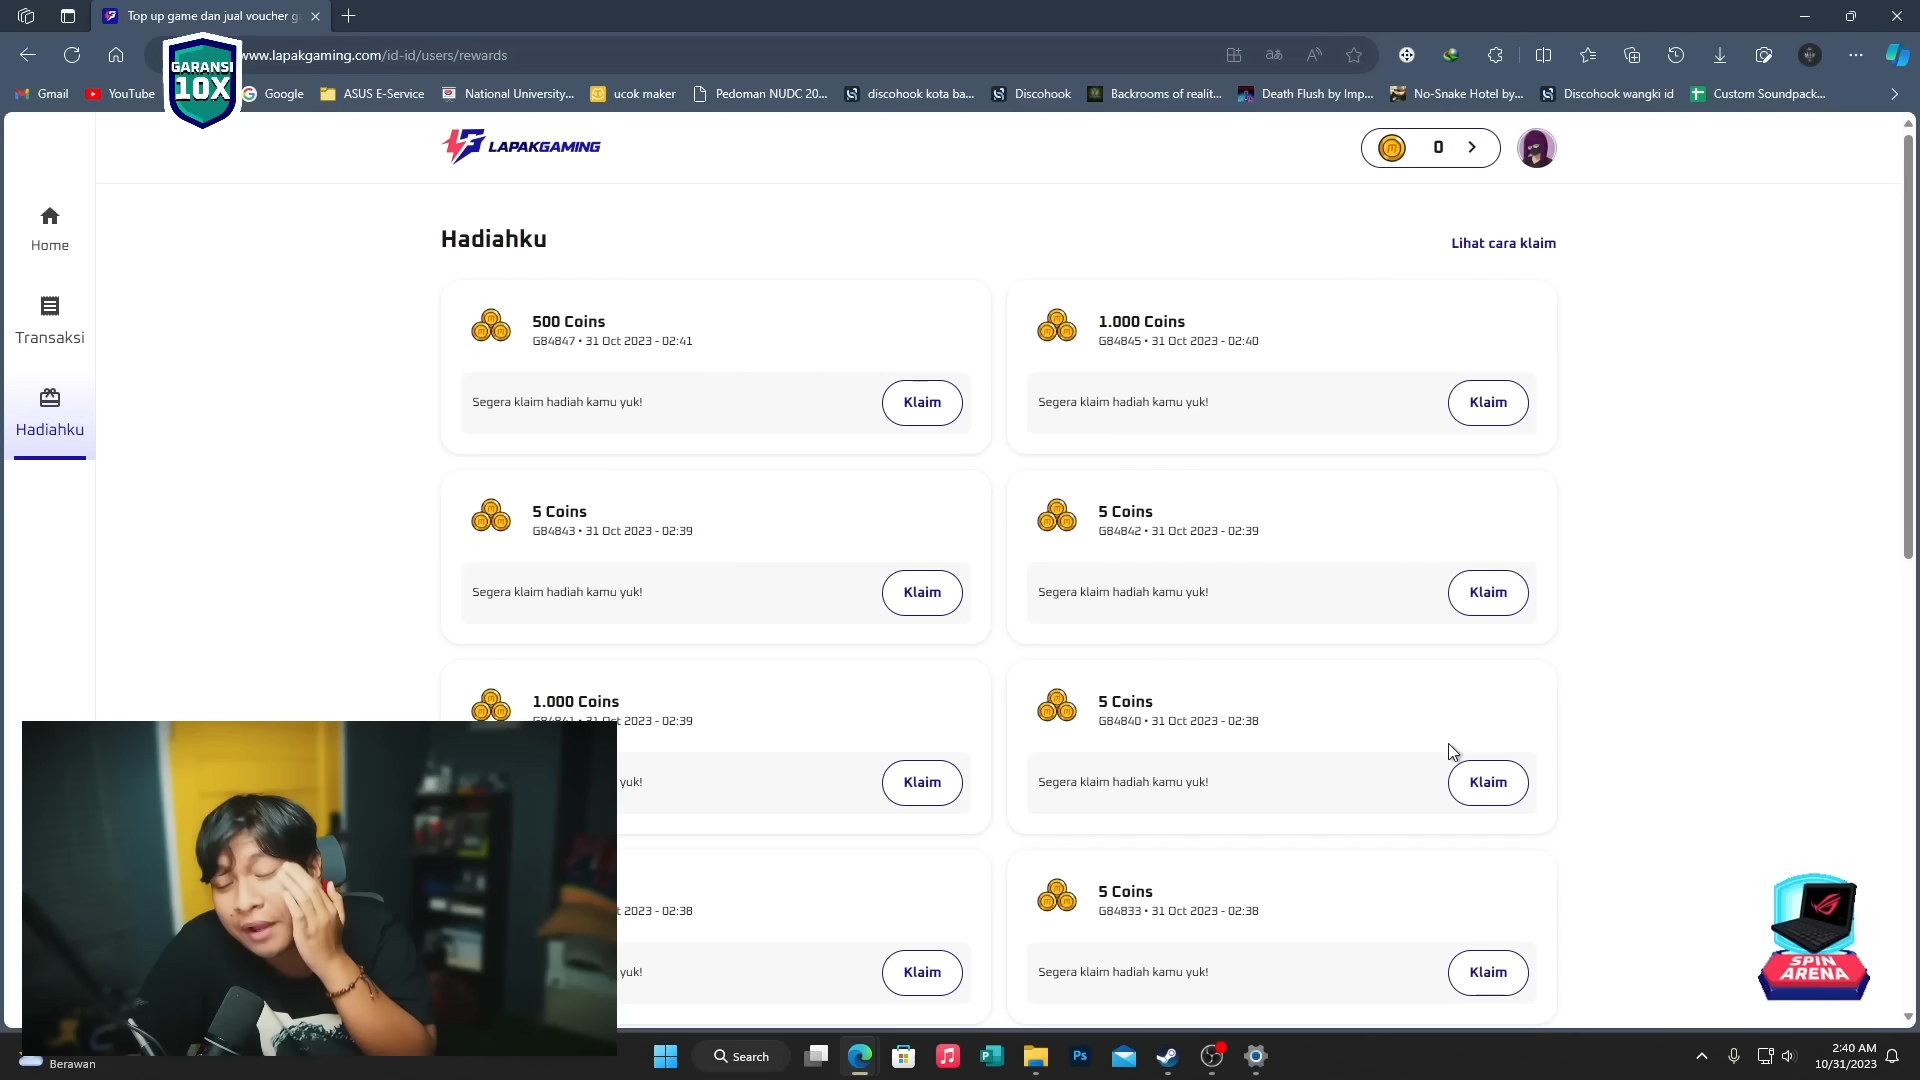 Top up game dan jual voucher g
www.lapakgaming.com/id-id/users/rewards
GARANSI
10X
Gmail
YouTube
Google
ASUS E-Service
National University...
ucok maker
Pedoman NUDC 20...
discohook kota ba...
Discohook
Backrooms of realit...
Death Flush by Imp...
No-Snake Hotel by...
Discohook wangki id
Custom Soundpack...
LAPAKGAMING
0
Home
Transaksi
Hadiahku
Hadiahku
Lihat cara klaim
500 Coins
G84847 • 31 Oct 2023 - 02:41
Segera klaim hadiah kamu yuk!
Klaim
1.000 Coins
G84845 • 31 Oct 2023 - 02:40
Segera klaim hadiah kamu yuk!
Klaim
5 Coins
G84843 • 31 Oct 2023 - 02:39
Segera klaim hadiah kamu yuk!
Klaim
5 Coins
G84842 • 31 Oct 2023 - 02:39
Segera klaim hadiah kamu yuk!
Klaim
1.000 Coins
G84841 • 31 Oct 2023 - 02:39
yuk!
Klaim
5 Coins
G84840 • 31 Oct 2023 - 02:38
Segera klaim hadiah kamu yuk!
Klaim
2023 - 02:38
yuk!
Klaim
5 Coins
G84833 • 31 Oct 2023 - 02:38
Segera klaim hadiah kamu yuk!
Klaim
SPIN
ARENA
Berawan
Search
Ps
2:40 AM
10/31/2023